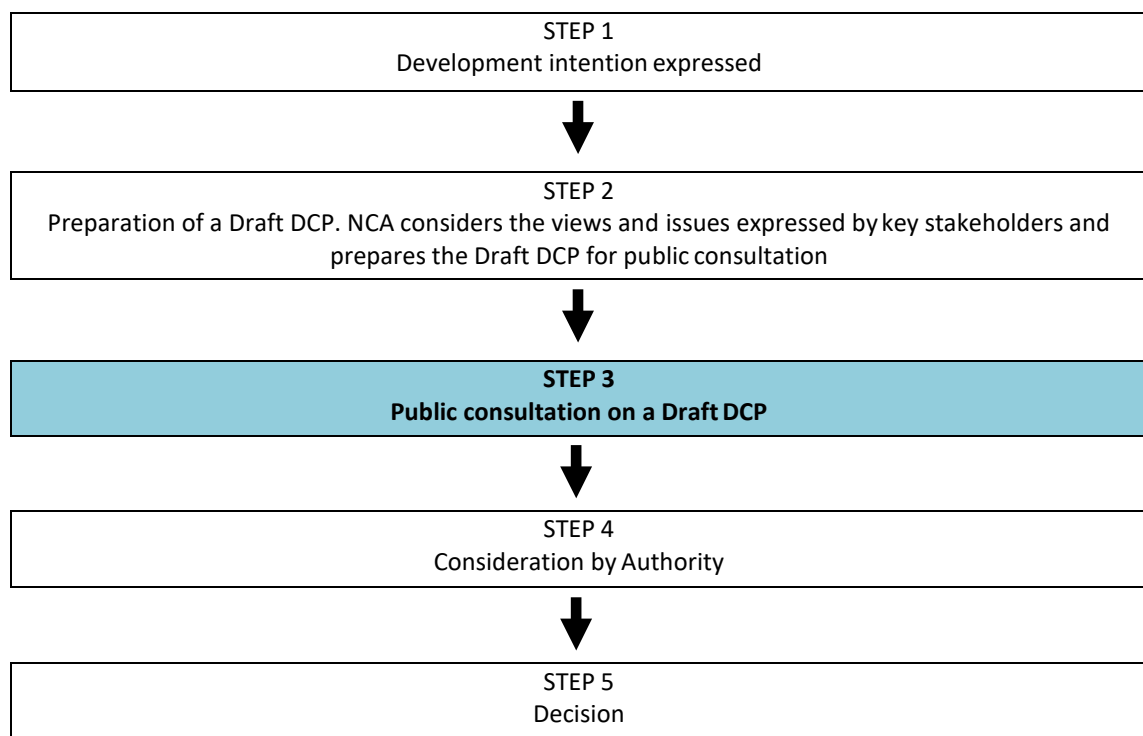 STEP 1
Development intention expressed
STEP 2
Preparation of a Draft DCP. NCA considers the views and issues expressed by key stakeholders and
prepares the Draft DCP for public consultation
STEP 3
Public consultation on a Draft DCP
STEP 4
Consideration by Authority
STEP 5
Decision